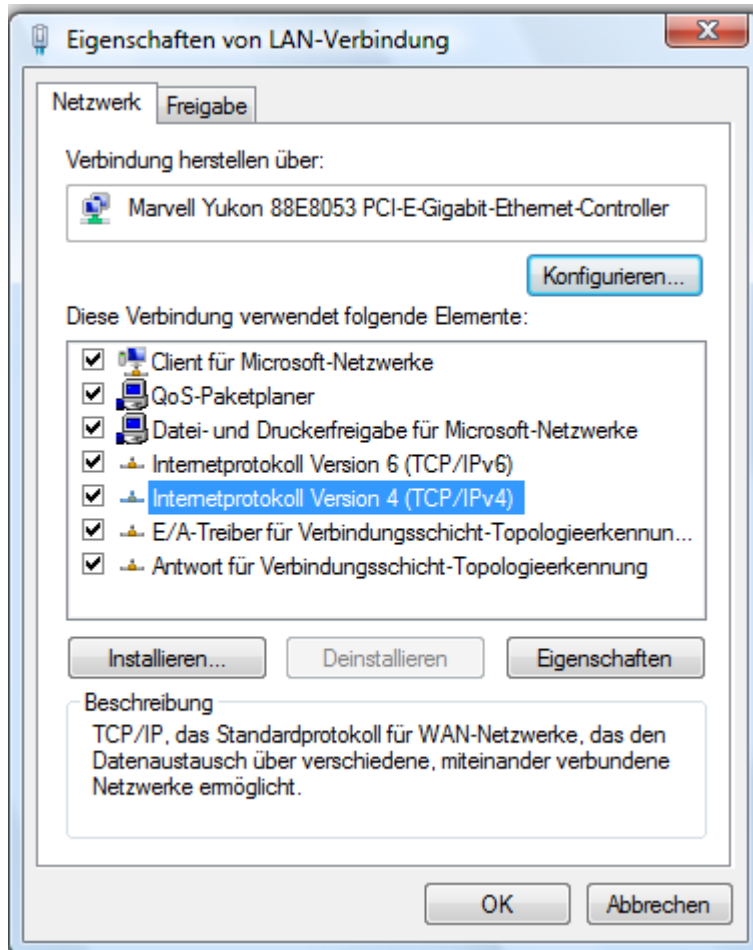 Eigenschaften von LAN-Verbindung
Netzwerk
Freigabe
Verbindung herstellen über:
Marvell Yukon 88E8053 PCI-E-Gigabit-Ethernet-Controller
Konfigurieren...
Diese Verbindung verwendet folgende Elemente:
Client für Microsoft-Netzwerke
QoS-Paketplaner
Datei- und Druckerfreigabe für Microsoft-Netzwerke
Internetprotokoll Version 6 (TCP/IPv6)
Internetprotokoll Version 4 (TCP/IPv4)
E/A-Treiber für Verbindungsschicht-Topologieerkennun...
Antwort für Verbindungsschicht-Topologieerkennung
Installieren...
Deinstallieren
Eigenschaften
Beschreibung
TCP/IP, das Standardprotokoll für WAN-Netzwerke, das den
Datenaustausch über verschiedene, miteinander verbundene
Netzwerke ermöglicht.
OK
Abbrechen